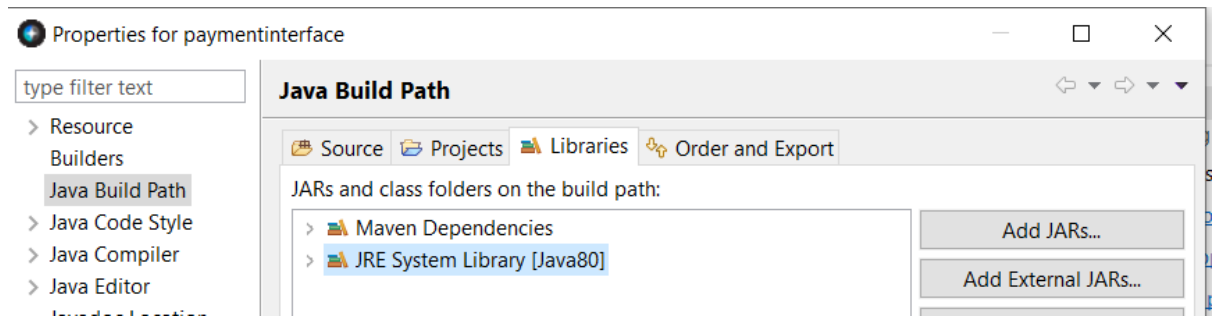 Properties for paymentinterface
type filter text
Resource
Builders
Java Build Path
Java Code Style
Java Compiler
Java Editor
Java Build Path
Source Projects Libraries Order and Export
JARs and class folders on the build path:
Maven Dependencies
JRE System Library [Java80]
Add JARs...
Add External JARs...